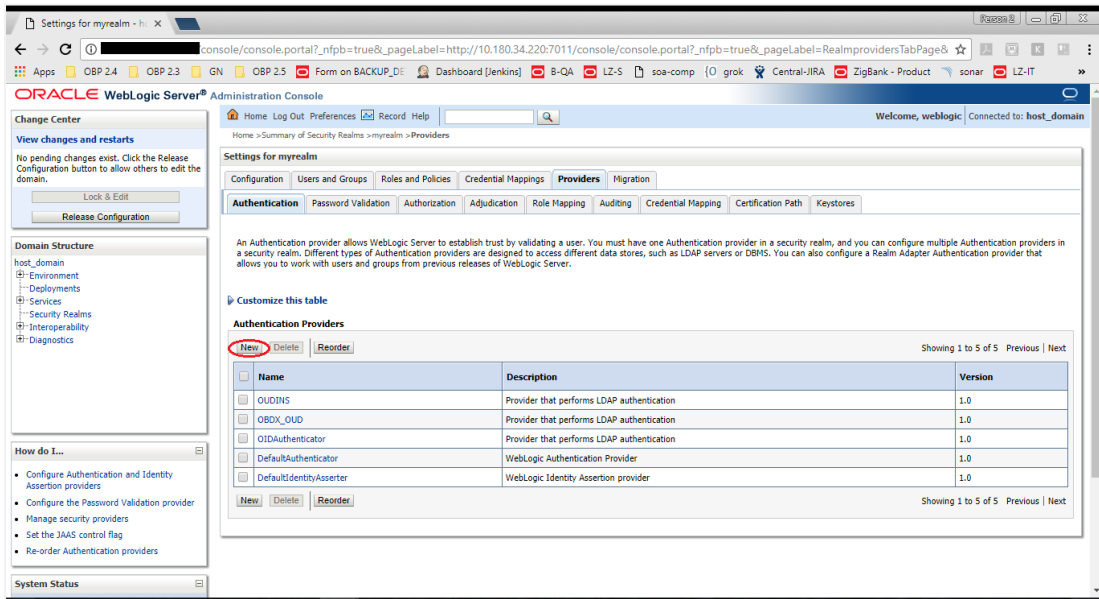 Settings for myrealm - h
Person 2
console/console.portal?_nfpb=true&_pageLabel=http://10.180.34.220:7011/console/console.portal?_nfpb=true&_pageLabel=RealmprovidersTabPage&
Apps OBP 2.4 OBP 2.3 GN OBP 2.5 Form on BACKUP_DE Dashboard [Jenkins] B-QA LZ-S soa-comp {O grok Central-JIRA ZigBank - Product sonar LZ-IT »
ORACLE WebLogic Server® Administration Console
Change Center
View changes and restarts
No pending changes exist. Click the Release
Configuration button to allow others to edit the
domain.
Lock & Edit
Release Configuration
Domain Structure
host_domain
Environment
Deployments
Services
Security Realms
Interoperability
Diagnostics
How do I...
Configure Authentication and Identity
Assertion providers
Configure the Password Validation provider
Manage security providers
Set the JAAS control flag
Re-order Authentication providers
System Status
Home Log Out Preferences Record Help
Welcome, weblogic Connected to: host_domain
Home >Summary of Security Realms >myrealm >Providers
Settings for myrealm
Configuration Users and Groups Roles and Policies Credential Mappings Providers Migration
Authentication Password Validation Authorization Adjudication Role Mapping Auditing Credential Mapping Certification Path Keystores
An Authentication provider allows WebLogic Server to establish trust by validating a user. You must have one Authentication provider in a security realm, and you can configure multiple Authentication providers in
a security realm. Different types of Authentication providers are designed to access different data stores, such as LDAP servers or DBMS. You can also configure a Realm Adapter Authentication provider that
allows you to work with users and groups from previous releases of WebLogic Server.
Customize this table
Authentication Providers
New Delete Reorder
Showing 1 to 5 of 5 Previous | Next
Name Description Version
OUDINS Provider that performs LDAP authentication 1.0
OBDX_OUD Provider that performs LDAP authentication 1.0
OIDAuthenticator Provider that performs LDAP authentication 1.0
DefaultAuthenticator WebLogic Authentication Provider 1.0
DefaultIdentityAsserter WebLogic Identity Assertion provider 1.0
New Delete Reorder
Showing 1 to 5 of 5 Previous | Next